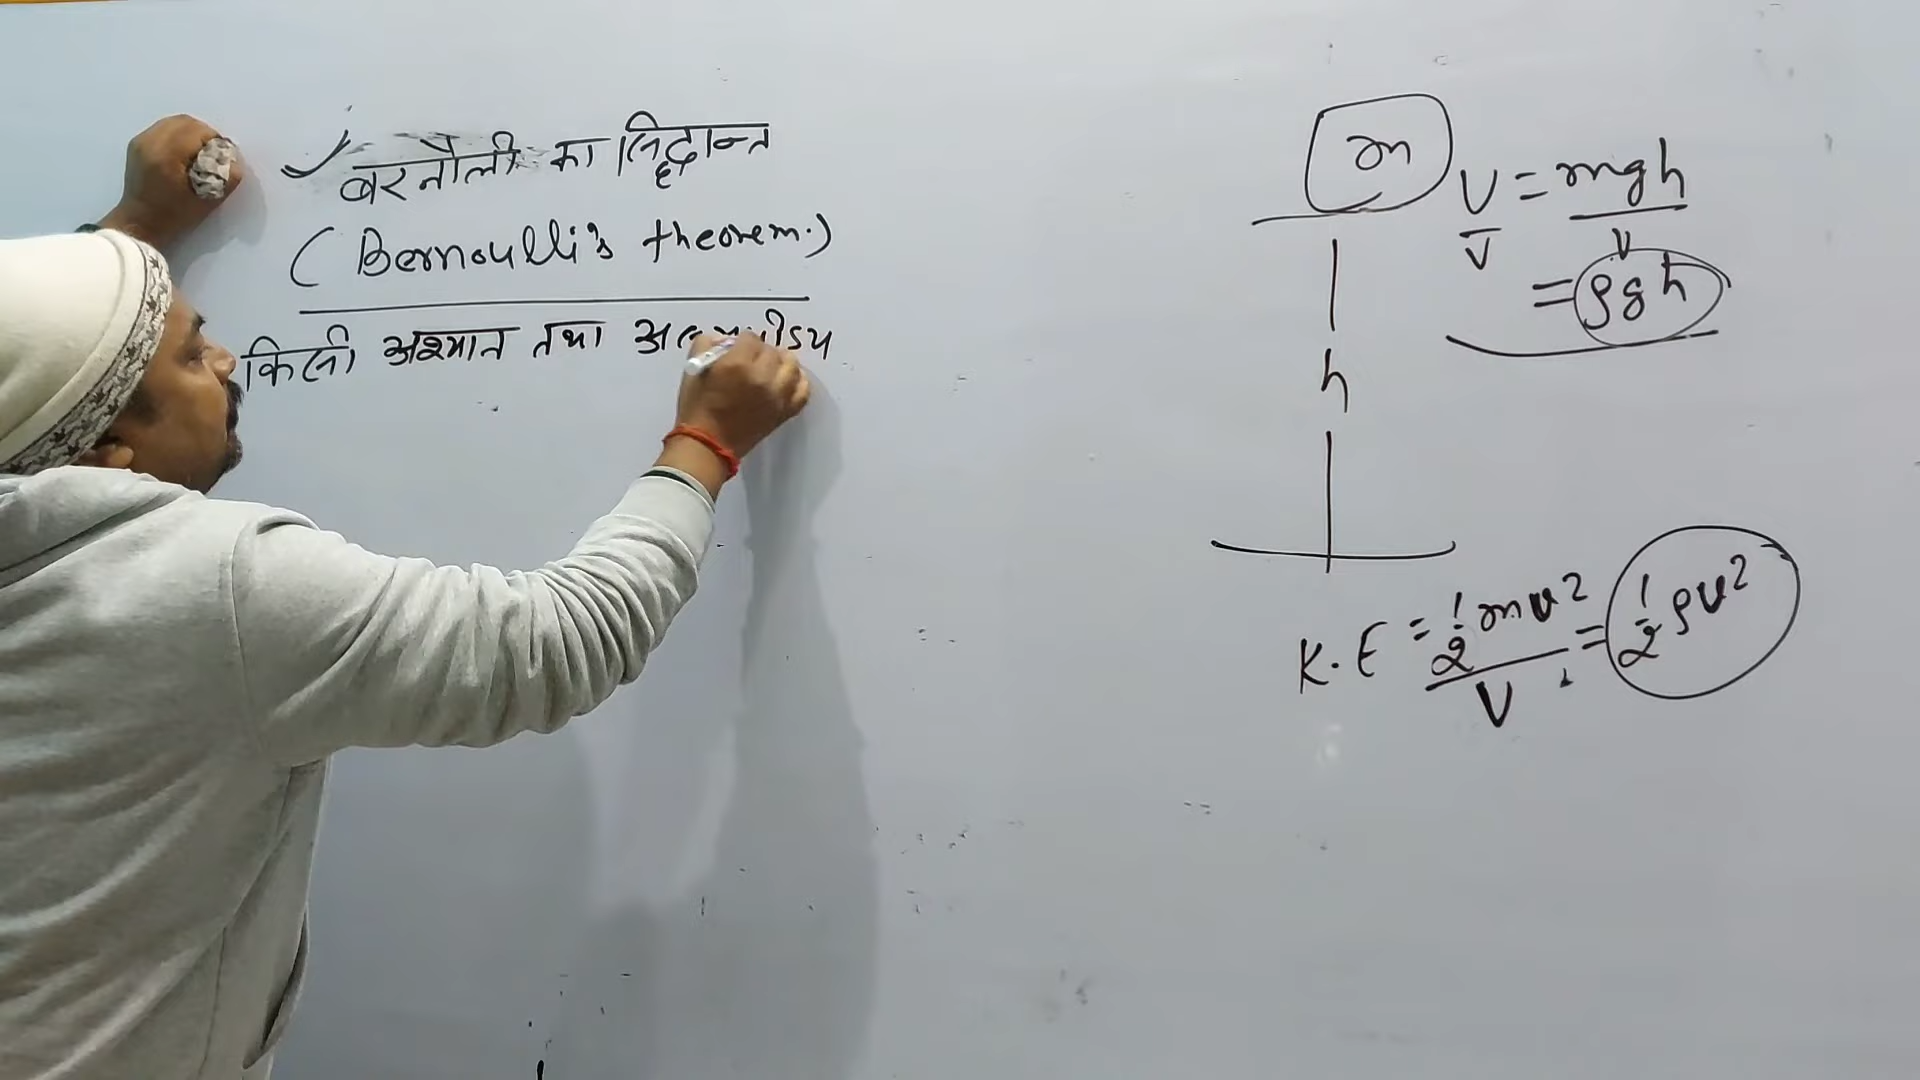 बरनौली का सिद्धान्त
(Bernoulli's theorem.)
किसी अश्यान तथा
m
U/V = mgh/V
= ρgh
h
K.E = ½mv²/V = ½ρv²